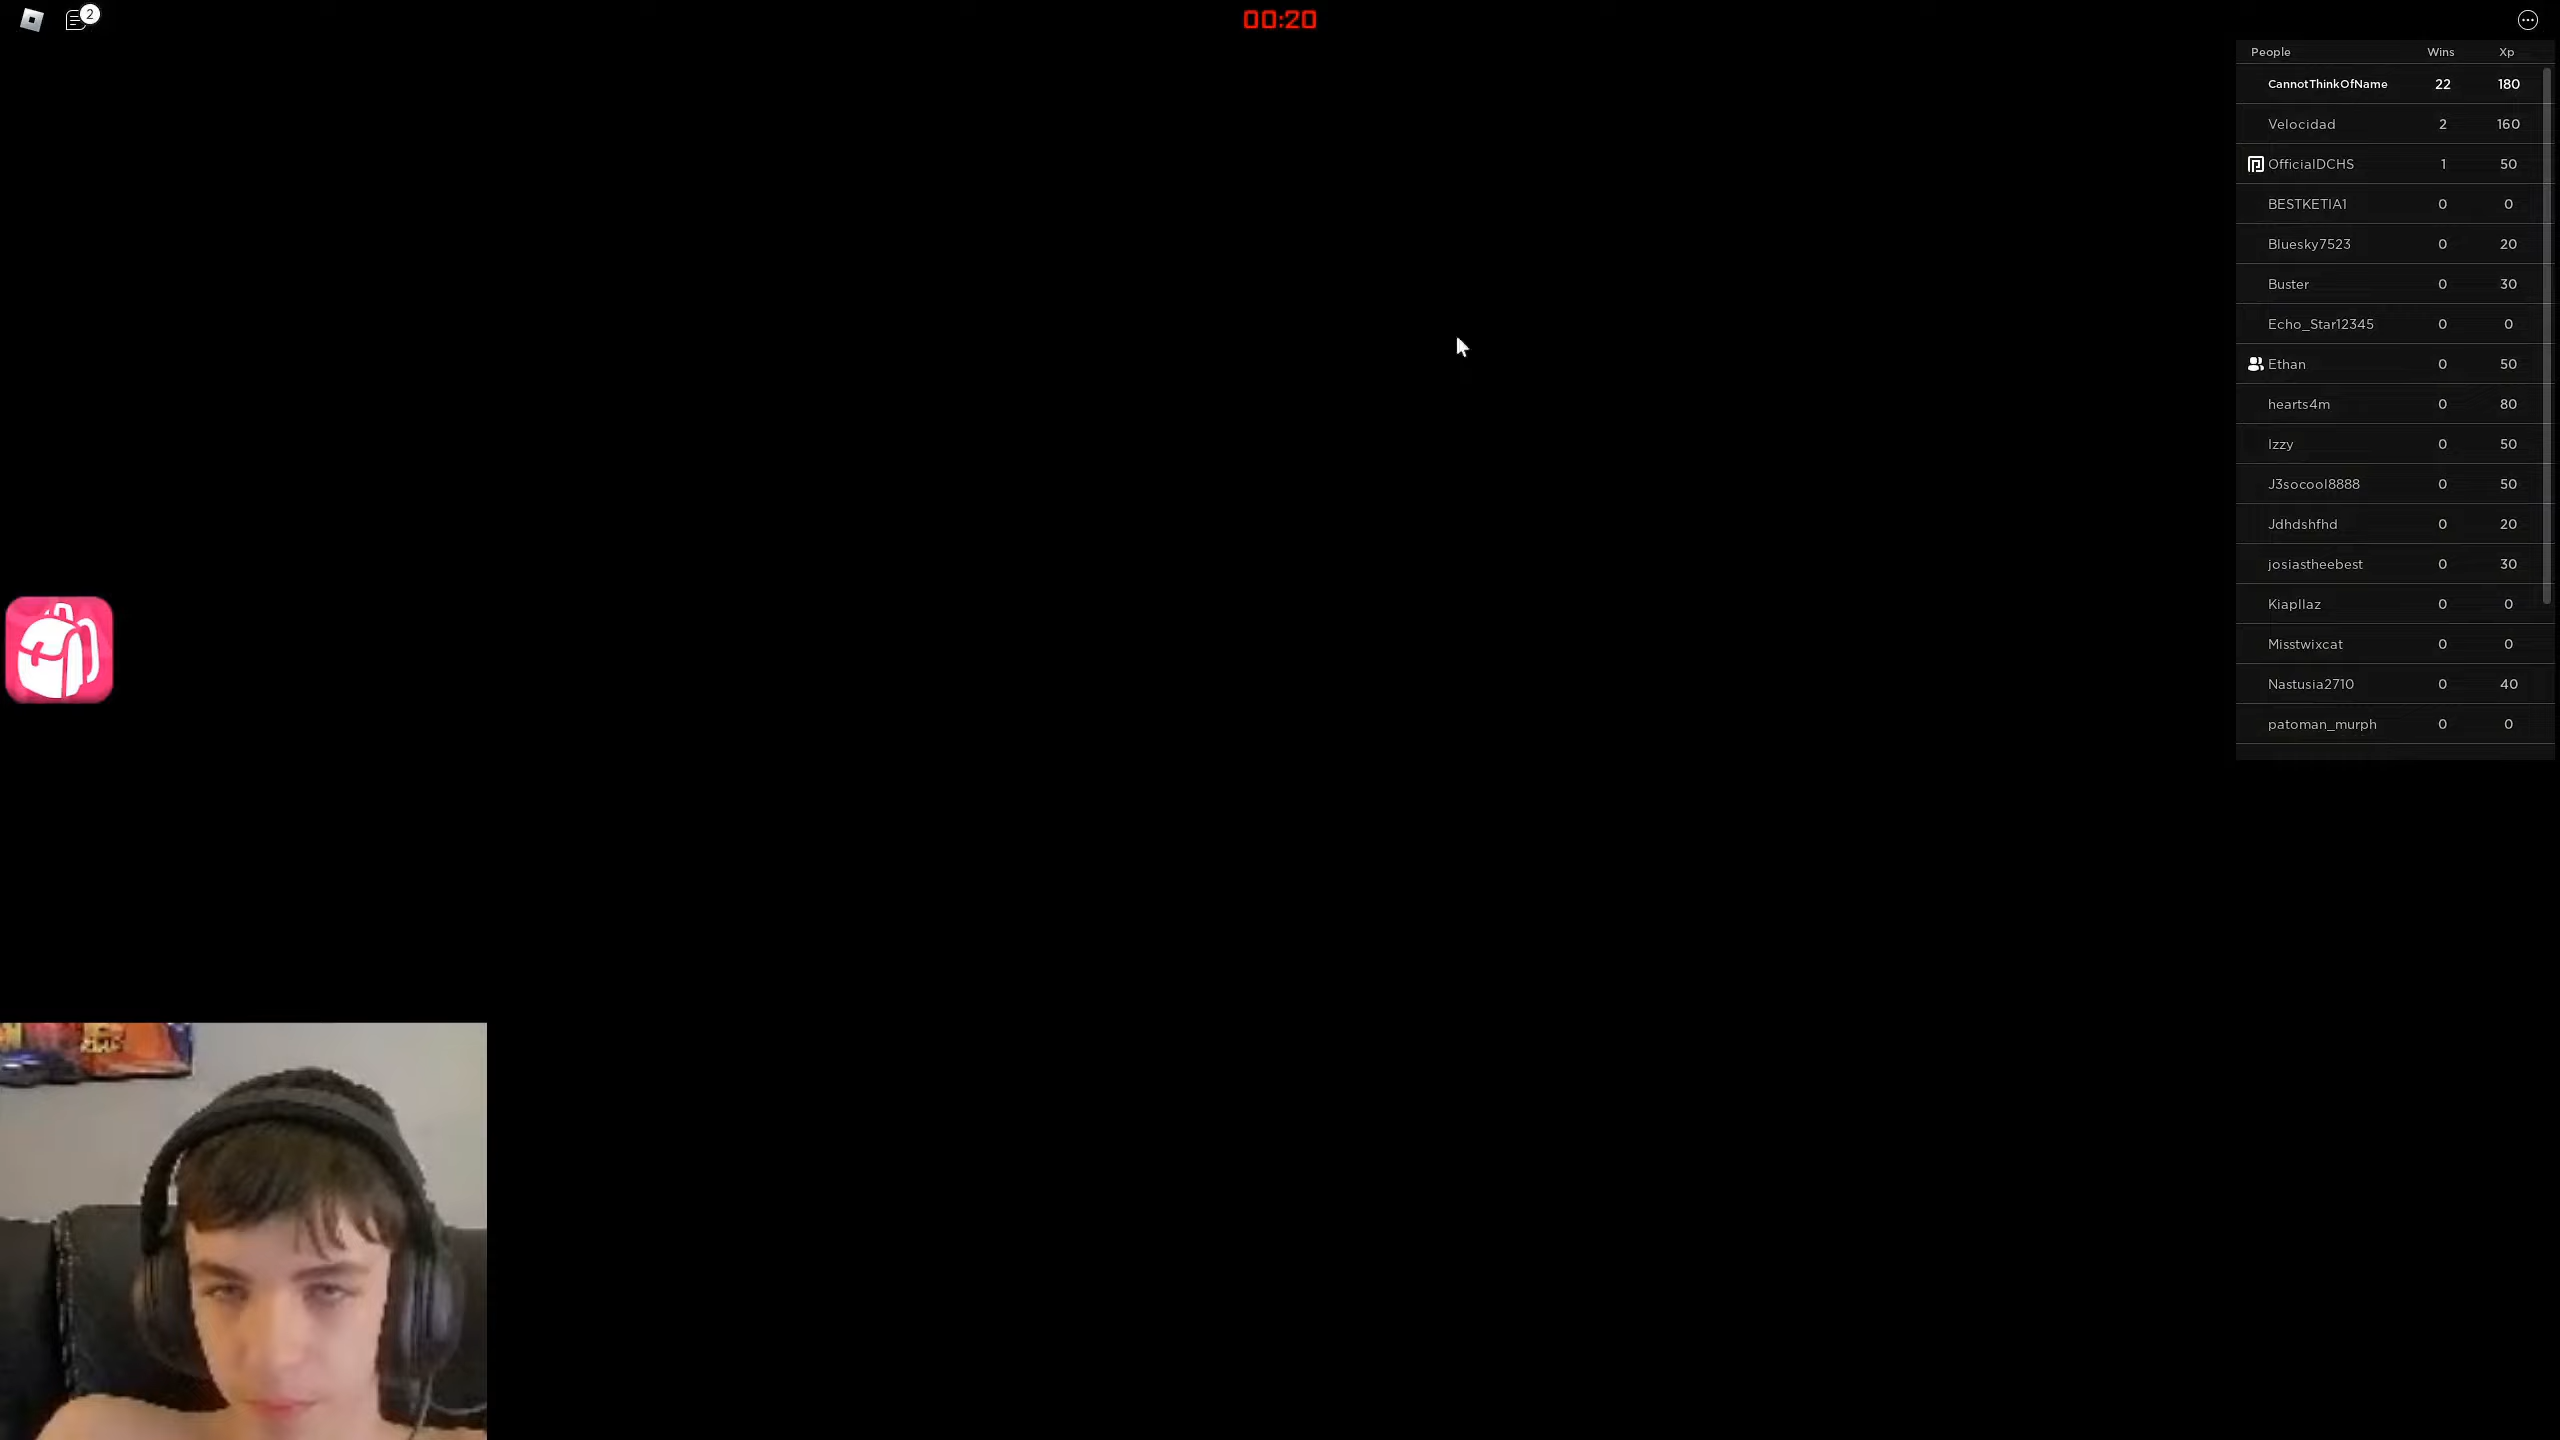 2
00:20
People Wins Xp
CannotThinkOfName 22 180
Velocidad 2 160
OfficialDCHS 1 50
BESTKETIA1 0 0
Bluesky7523 0 20
Buster 0 30
Echo_Star12345 0 0
Ethan 0 50
hearts4m 0 80
Izzy 0 50
J3socool8888 0 50
Jdhdshfhd 0 20
josiastheebest 0 30
Kiapllaz 0 0
Misstwixcat 0 0
Nastusia2710 0 40
patoman_murph 0 0